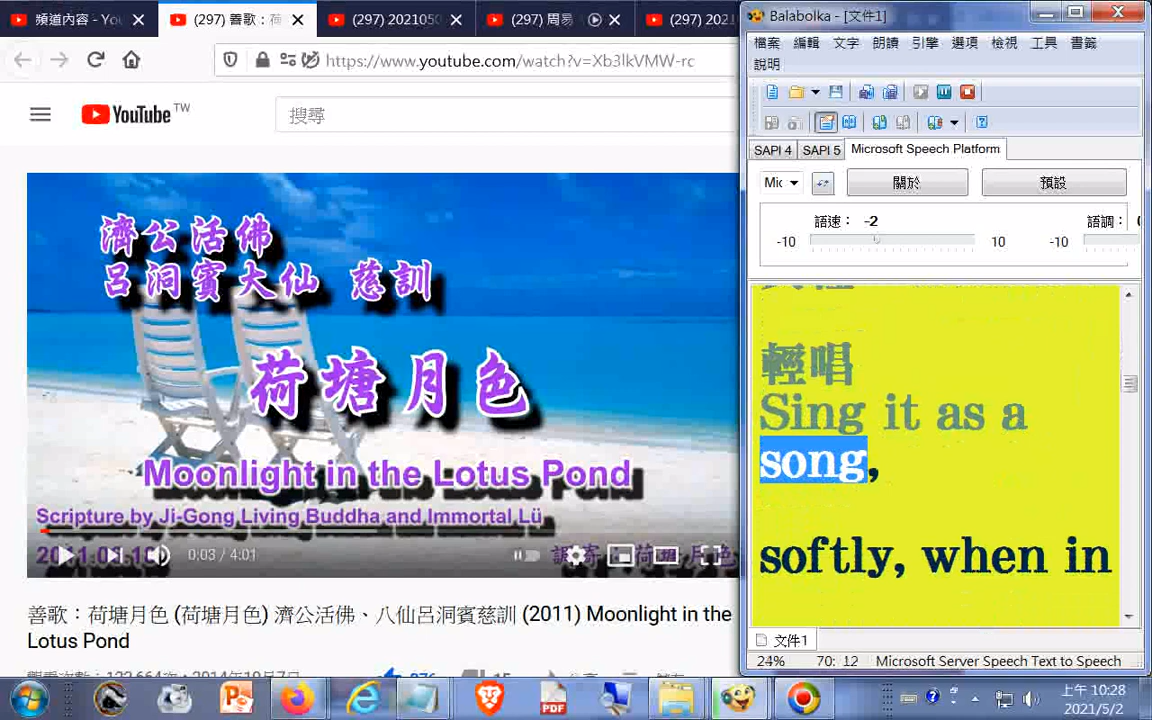 頻道內容 - You
(297) 善歌：荷
(297) 2021050
(297) 周易
(297) 202
https://www.youtube.com/watch?v=Xb3lkVMW-rc
YouTube TW
搜尋
濟公活佛
呂洞賓大仙 慈訓
荷塘月色
Moonlight in the Lotus Pond
Scripture by Ji-Gong Living Buddha and Immortal Lü
0:03 / 4:01
調寄：荷塘月色
善歌：荷塘月色 (荷塘月色) 濟公活佛、八仙呂洞賓慈訓 (2011) Moonlight in the
Lotus Pond
Balabolka - [文件1]
檔案 編輯 文字 朗讀 引擎 選項 檢視 工具 書籤
說明
SAPI 4 SAPI 5 Microsoft Speech Platform
Mic 關於 預設
語速： -2 語調：
-10 10 -10
輕唱
Sing it as a
song,
softly, when in
文件1
24% 70: 12 Microsoft Server Speech Text to Speech
上午 10:28
2021/5/2